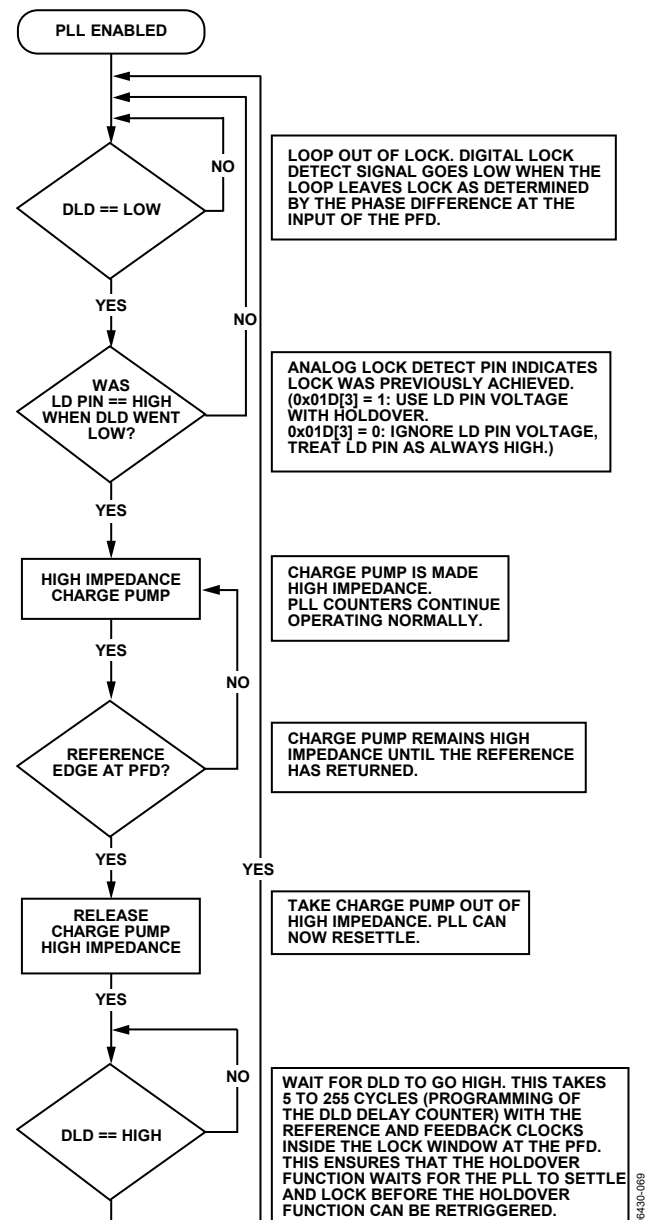 PLL ENABLED
NO
DLD == LOW
LOOP OUT OF LOCK. DIGITAL LOCK
DETECT SIGNAL GOES LOW WHEN THE
LOOP LEAVES LOCK AS DETERMINED
BY THE PHASE DIFFERENCE AT THE
INPUT OF THE PFD.
YES
NO
WAS
LD PIN == HIGH
WHEN DLD WENT
LOW?
ANALOG LOCK DETECT PIN INDICATES
LOCK WAS PREVIOUSLY ACHIEVED.
(0x01D[3] = 1: USE LD PIN VOLTAGE
WITH HOLDOVER.
0x01D[3] = 0: IGNORE LD PIN VOLTAGE,
TREAT LD PIN AS ALWAYS HIGH.)
YES
HIGH IMPEDANCE
CHARGE PUMP
CHARGE PUMP IS MADE
HIGH IMPEDANCE.
PLL COUNTERS CONTINUE
OPERATING NORMALLY.
YES
NO
REFERENCE
EDGE AT PFD?
CHARGE PUMP REMAINS HIGH
IMPEDANCE UNTIL THE REFERENCE
HAS RETURNED.
YES
YES
RELEASE
CHARGE PUMP
HIGH IMPEDANCE
TAKE CHARGE PUMP OUT OF
HIGH IMPEDANCE. PLL CAN
NOW RESETTLE.
YES
NO
DLD == HIGH
WAIT FOR DLD TO GO HIGH. THIS TAKES
5 TO 255 CYCLES (PROGRAMMING OF
THE DLD DELAY COUNTER) WITH THE
REFERENCE AND FEEDBACK CLOCKS
INSIDE THE LOCK WINDOW AT THE PFD.
THIS ENSURES THAT THE HOLDOVER
FUNCTION WAITS FOR THE PLL TO SETTLE
AND LOCK BEFORE THE HOLDOVER
FUNCTION CAN BE RETRIGGERED.
06430-069